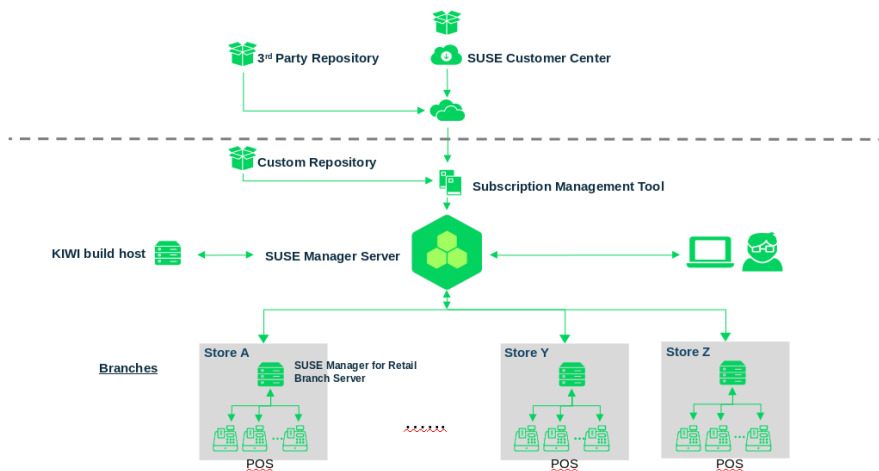 3rd Party Repository
SUSE Customer Center
Custom Repository
Subscription Management Tool
KIWI build host
SUSE Manager Server
Store A
Store Y
Store Z
Branches
SUSE Manager for Retail
Branch Server
...
...
...
......
POS
POS
POS